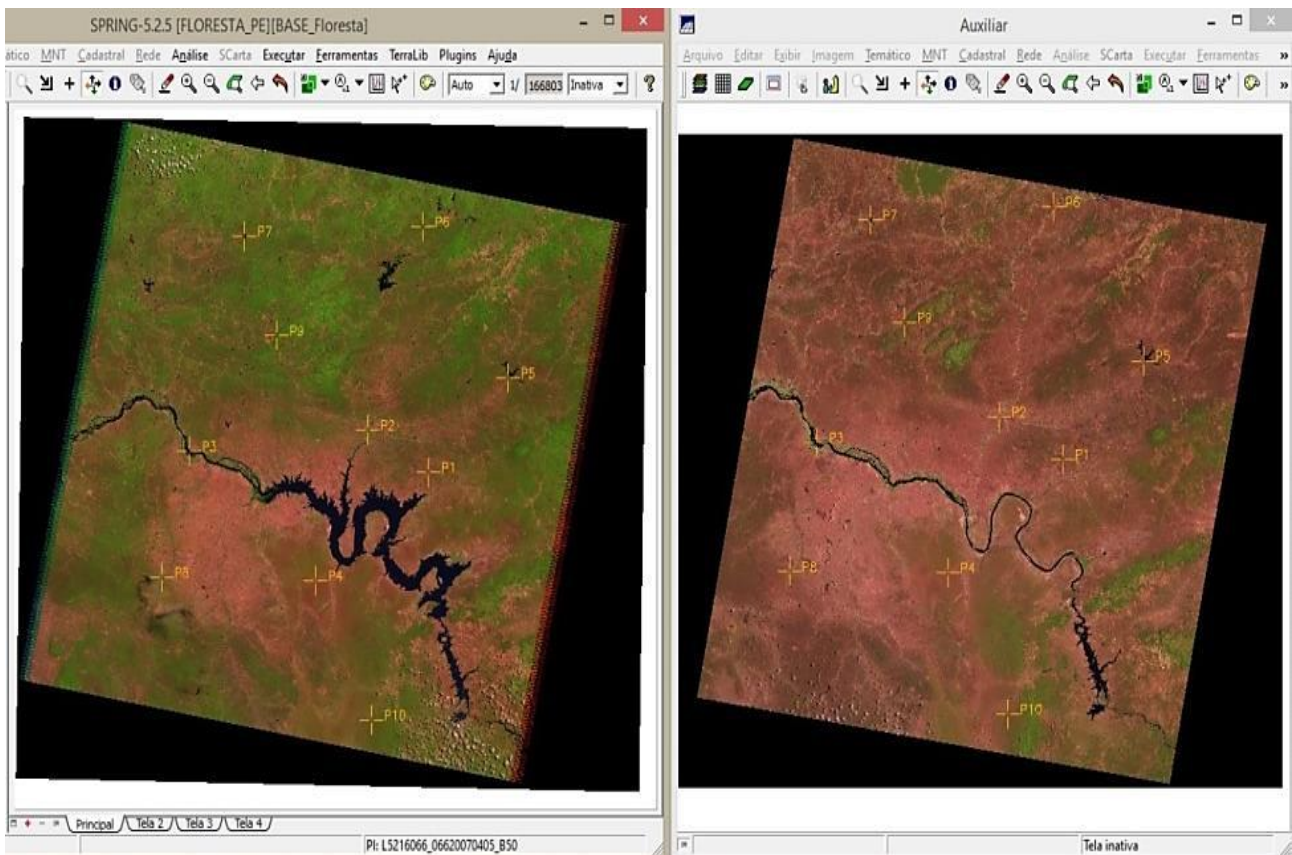 SPRING-5.2.5 [FLORESTA_PE][BASE_Floresta]
ático MNT Cadastral Rede Análise SCarta Executar Ferramentas TerraLib Plugins Ajuda
Auto 1/ 166803 Inativa
P7
P6
P9
P5
P2
P3
P1
P8
P4
P10
Principal Tela 2 Tela 3 Tela 4
PI: L5216066_06620070405_B50
Auxiliar
Arquivo Editar Exibir Imagem Temático MNT Cadastral Rede Análise SCarta Executar Ferramentas »
»
P6
P7
P9
P5
P2
P3
P1
P8
P4
P10
Tela inativa